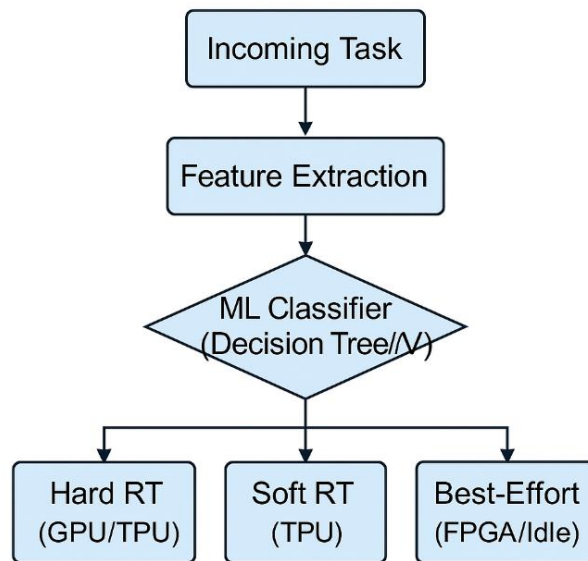 Incoming Task
Feature Extraction
ML Classifier
(Decision Tree//V)
Hard RT
(GPU/TPU)
Soft RT
(TPU)
Best-Effort
(FPGA/Idle)